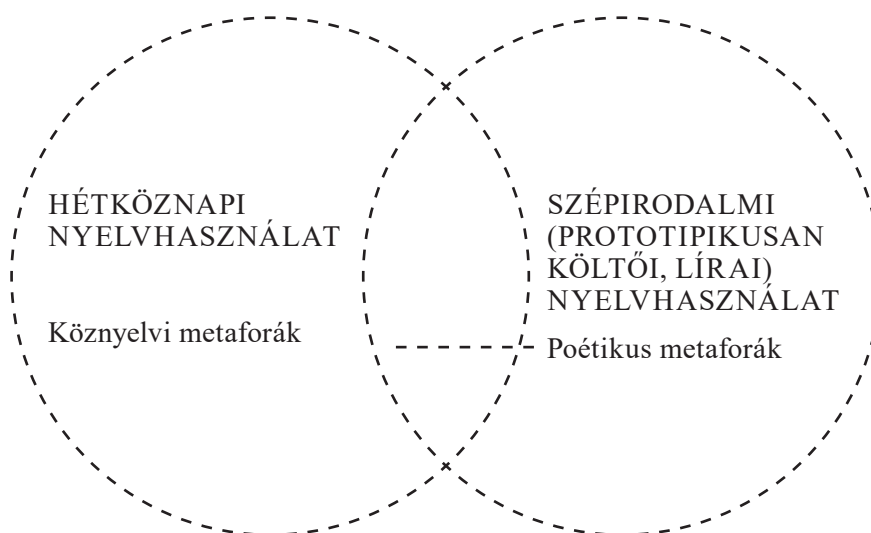 HÉTKÖZNAPI
NYELVHASZNÁLAT
Köznyelvi metaforák
SZÉPIRODALMI
(PROTOTIPIKUSAN
KÖLTŐI, LÍRAI)
NYELVHASZNÁLAT
Poétikus metaforák